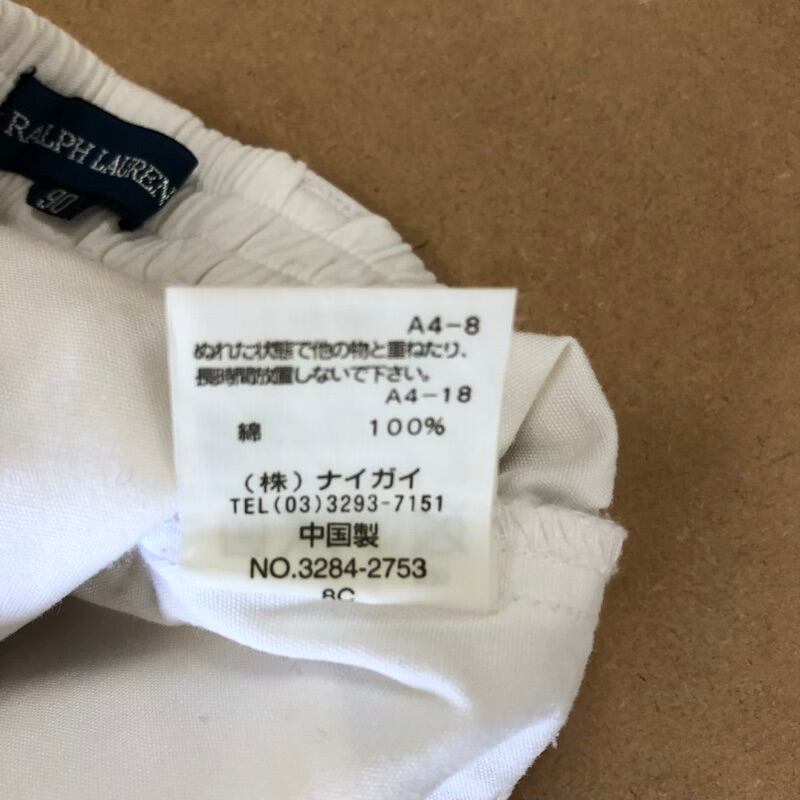 RALPH LAUREN
90
A4-8
ぬれた状態で他の物と重ねたり、
長時間放置しないで下さい。
A4-18
綿 100%
(株)ナイガイ
TEL(03)3293-7151
中国製
NO.3284-2753
8C